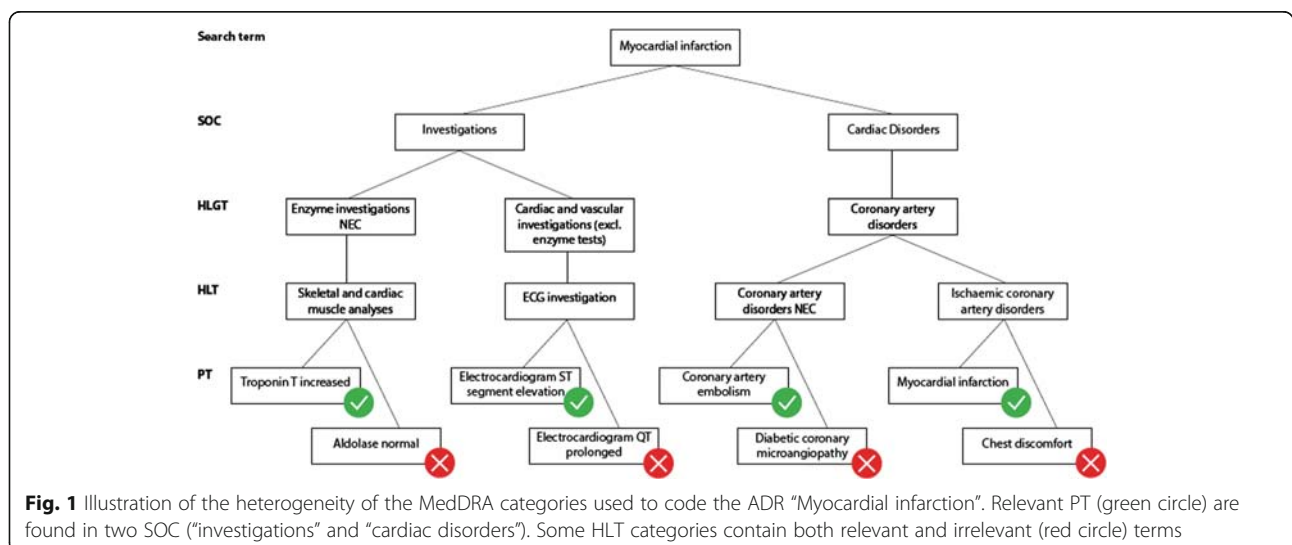 Search term
Myocardial infarction
SOC
Investigations
Cardiac Disorders
HLGT
Enzyme investigations
NEC
Cardiac and vascular
investigations (excl.
enzyme tests)
Coronary artery
disorders
HLT
Skeletal and cardiac
muscle analyses
ECG investigation
Coronary artery
disorders NEC
Ischaemic coronary
artery disorders
PT
Troponin T increased
Electrocardiogram ST
segment elevation
Coronary artery
embolism
Myocardial infarction
Aldolase normal
Electrocardiogram QT
prolonged
Diabetic coronary
microangiopathy
Chest discomfort
Fig. 1 Illustration of the heterogeneity of the MedDRA categories used to code the ADR “Myocardial infarction”. Relevant PT (green circle) are
found in two SOC (“investigations” and “cardiac disorders”). Some HLT categories contain both relevant and irrelevant (red circle) terms